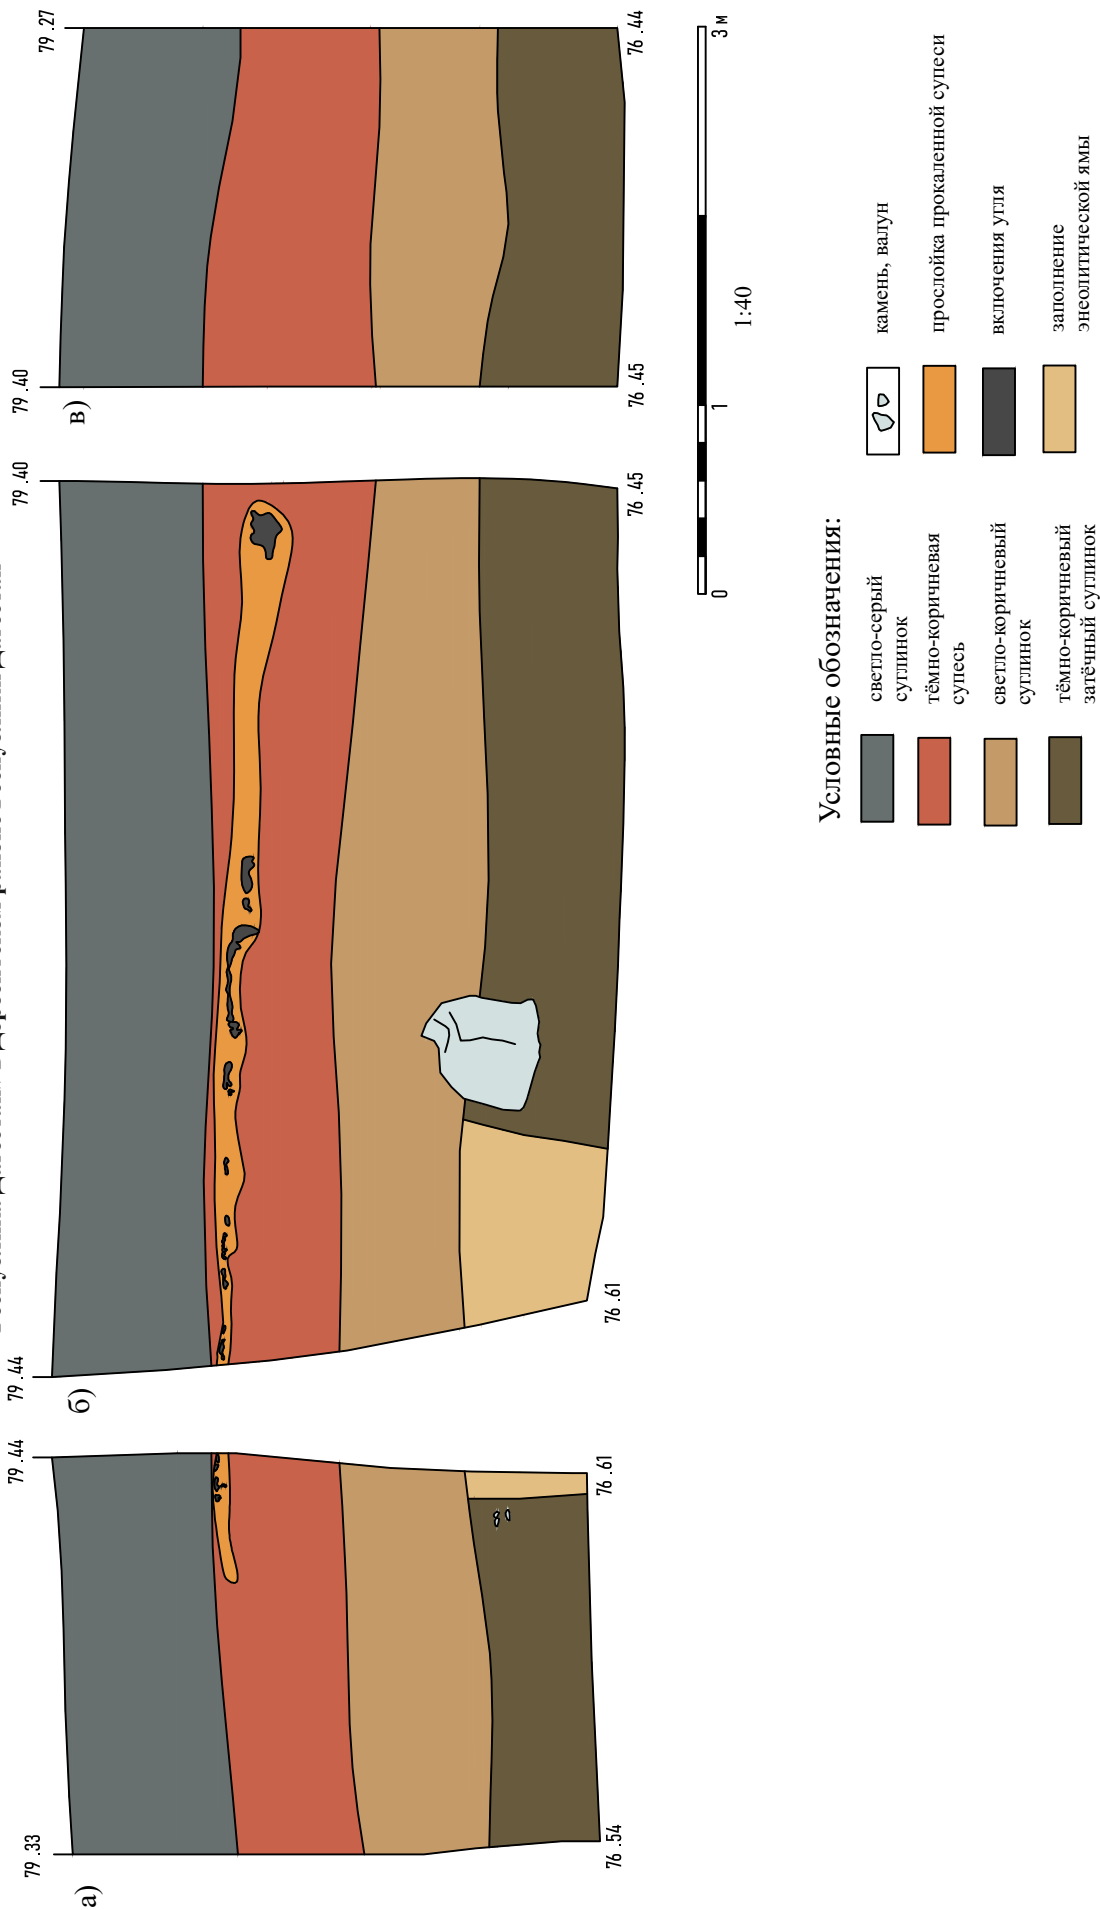 79.33
79.44
79.44
79.40
79.40
79.27
а)
б)
в)
76.54
76.61
76.61
76.45
76.45
76.44
0
1
3 м
1:40
Условные обозначения:
светло-серый
суглинок
тёмно-коричневая
супесь
светло-коричневый
суглинок
тёмно-коричневый
затёчный суглинок
камень, валун
прослойка прокаленной супеси
включения угля
заполнение
энеолитической ямы